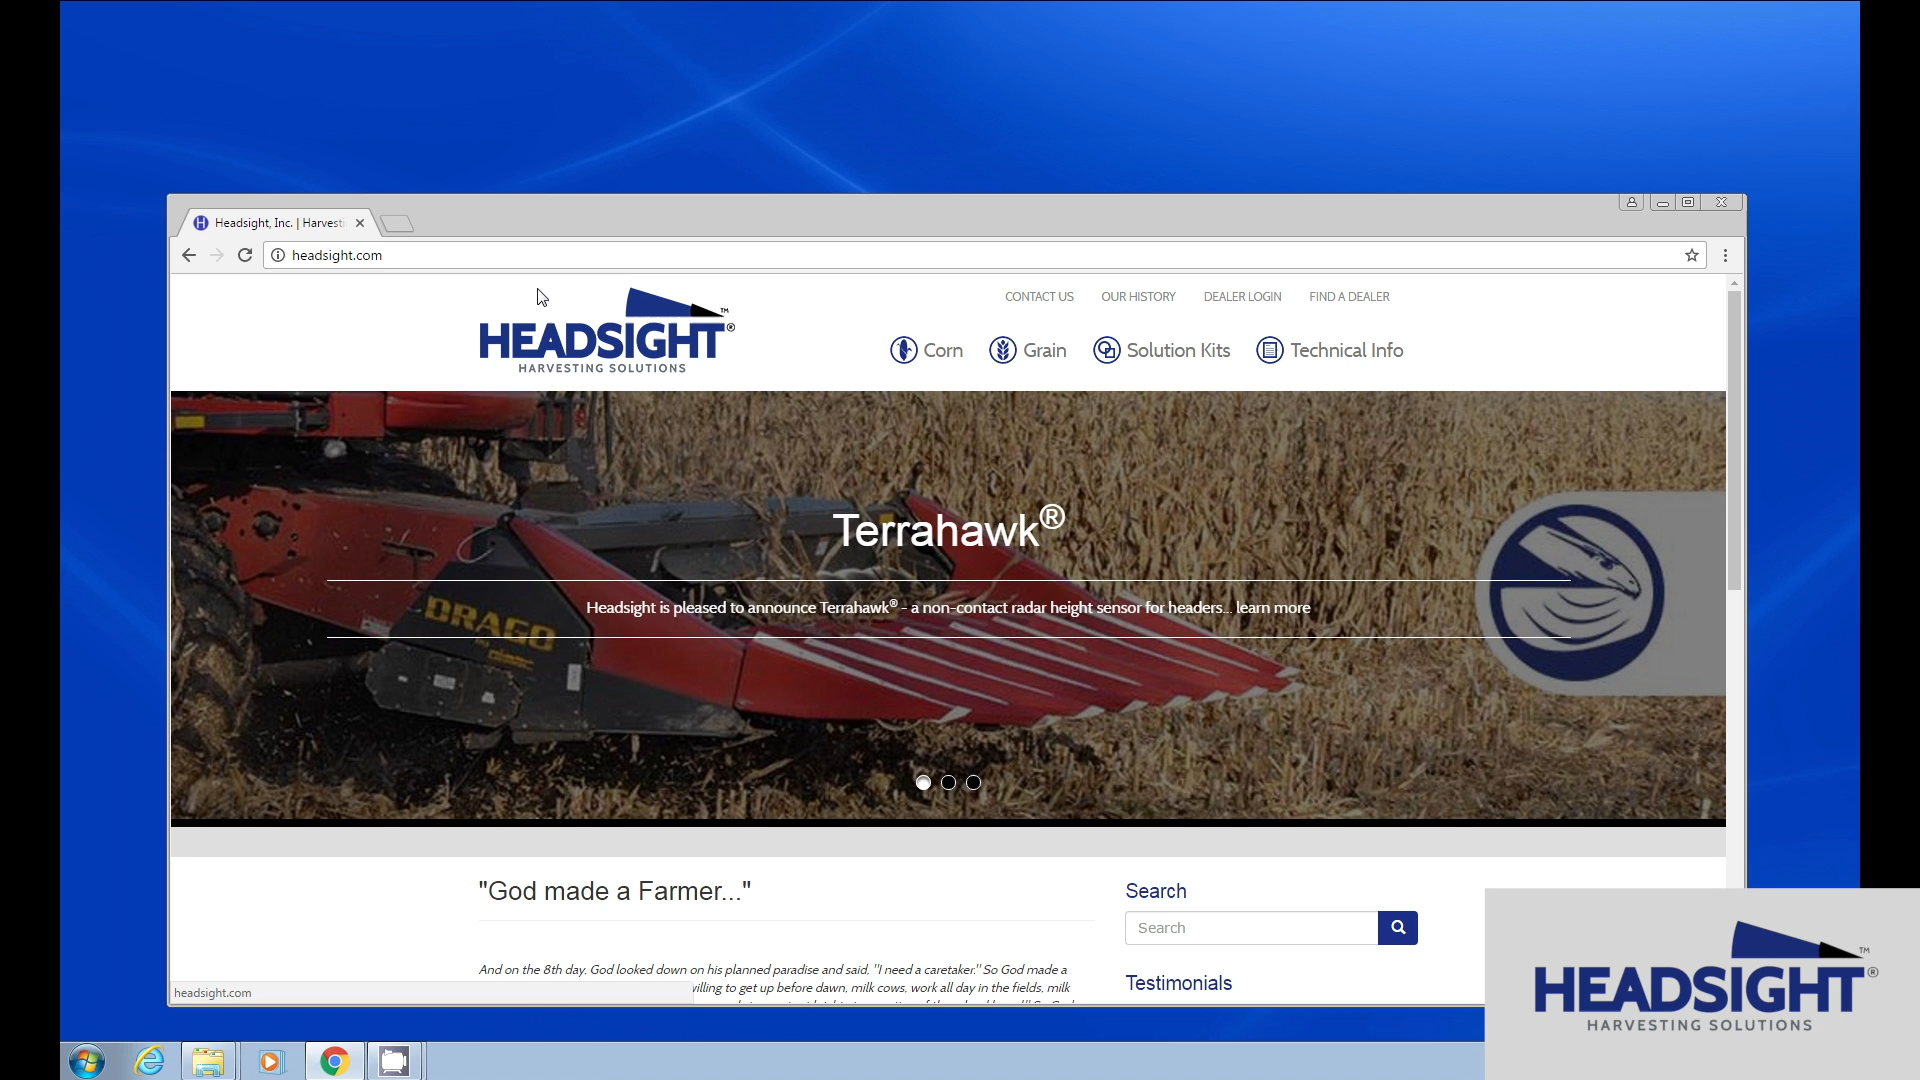 Headsight, Inc. | Harvesti
headsight.com
HEADSIGHT®
HARVESTING SOLUTIONS
™
CONTACT US OUR HISTORY DEALER LOGIN FIND A DEALER
Corn Grain Solution Kits Technical Info
Terrahawk®
Headsight is pleased to announce Terrahawk® - a non-contact radar height sensor for headers... learn more
DRAGO
"God made a Farmer..."
And on the 8th day, God looked down on his planned paradise and said, "I need a caretaker." So God made a
willing to get up before dawn, milk cows, work all day in the fields, milk
Search
Search
Testimonials
headsight.com
™
HEADSIGHT®
HARVESTING SOLUTIONS